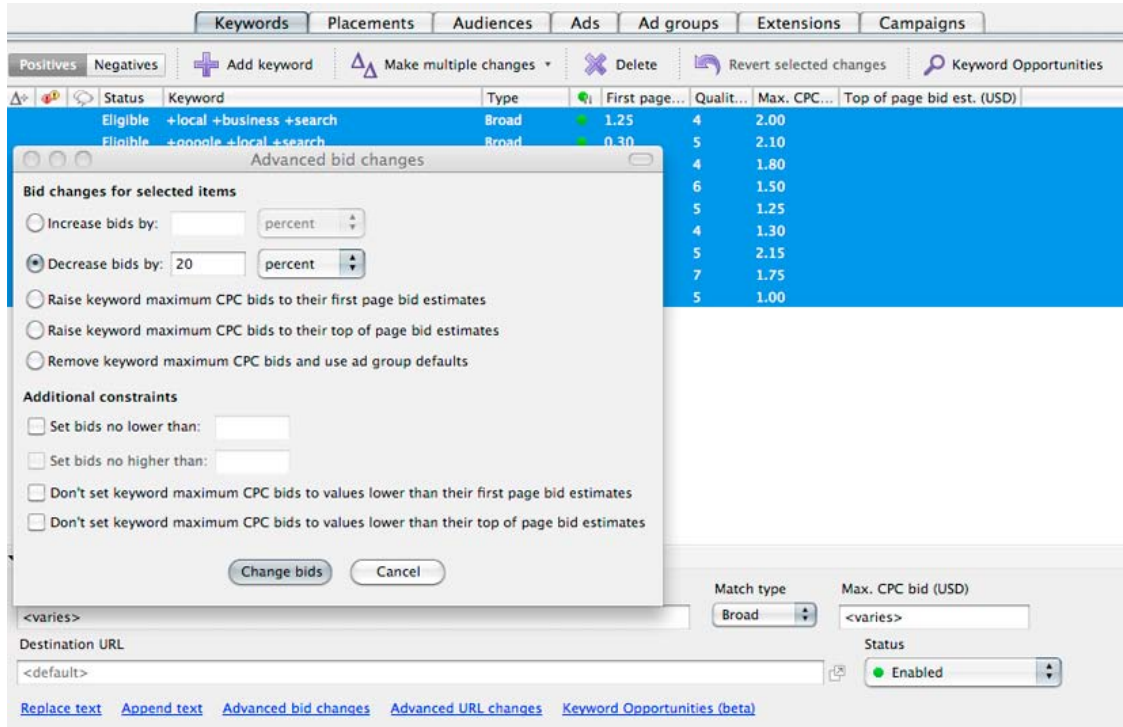 Keywords Placements Audiences Ads Ad groups Extensions Campaigns
Positives Negatives Add keyword Make multiple changes Delete Revert selected changes Keyword Opportunities
Status Keyword Type First page... Qualit... Max. CPC... Top of page bid est. (USD)
Eligible +local +business +search Broad 1.25 4 2.00
Eligible +google +local +search Broad 0.30 5 2.10
Advanced bid changes
4 1.80
Bid changes for selected items
6 1.50
5 1.25
Increase bids by: percent
4 1.30
5 2.15
Decrease bids by: 20 percent
7 1.75
Raise keyword maximum CPC bids to their first page bid estimates
5 1.00
Raise keyword maximum CPC bids to their top of page bid estimates
Remove keyword maximum CPC bids and use ad group defaults
Additional constraints
Set bids no lower than:
Set bids no higher than:
Don't set keyword maximum CPC bids to values lower than their first page bid estimates
Don't set keyword maximum CPC bids to values lower than their top of page bid estimates
Change bids Cancel
Match type Max. CPC bid (USD)
<varies> Broad <varies>
Destination URL Status
<default> Enabled
Replace text Append text Advanced bid changes Advanced URL changes Keyword Opportunities (beta)